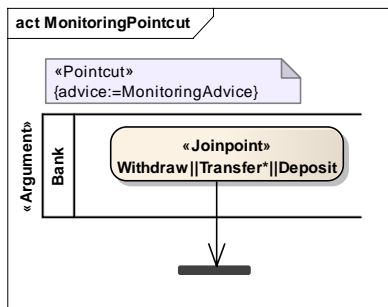 act MonitoringPointcut
«Pointcut»
{advice:=MonitoringAdvice}
«Argument»
Bank
«Joinpoint»
Withdraw||Transfer*||Deposit